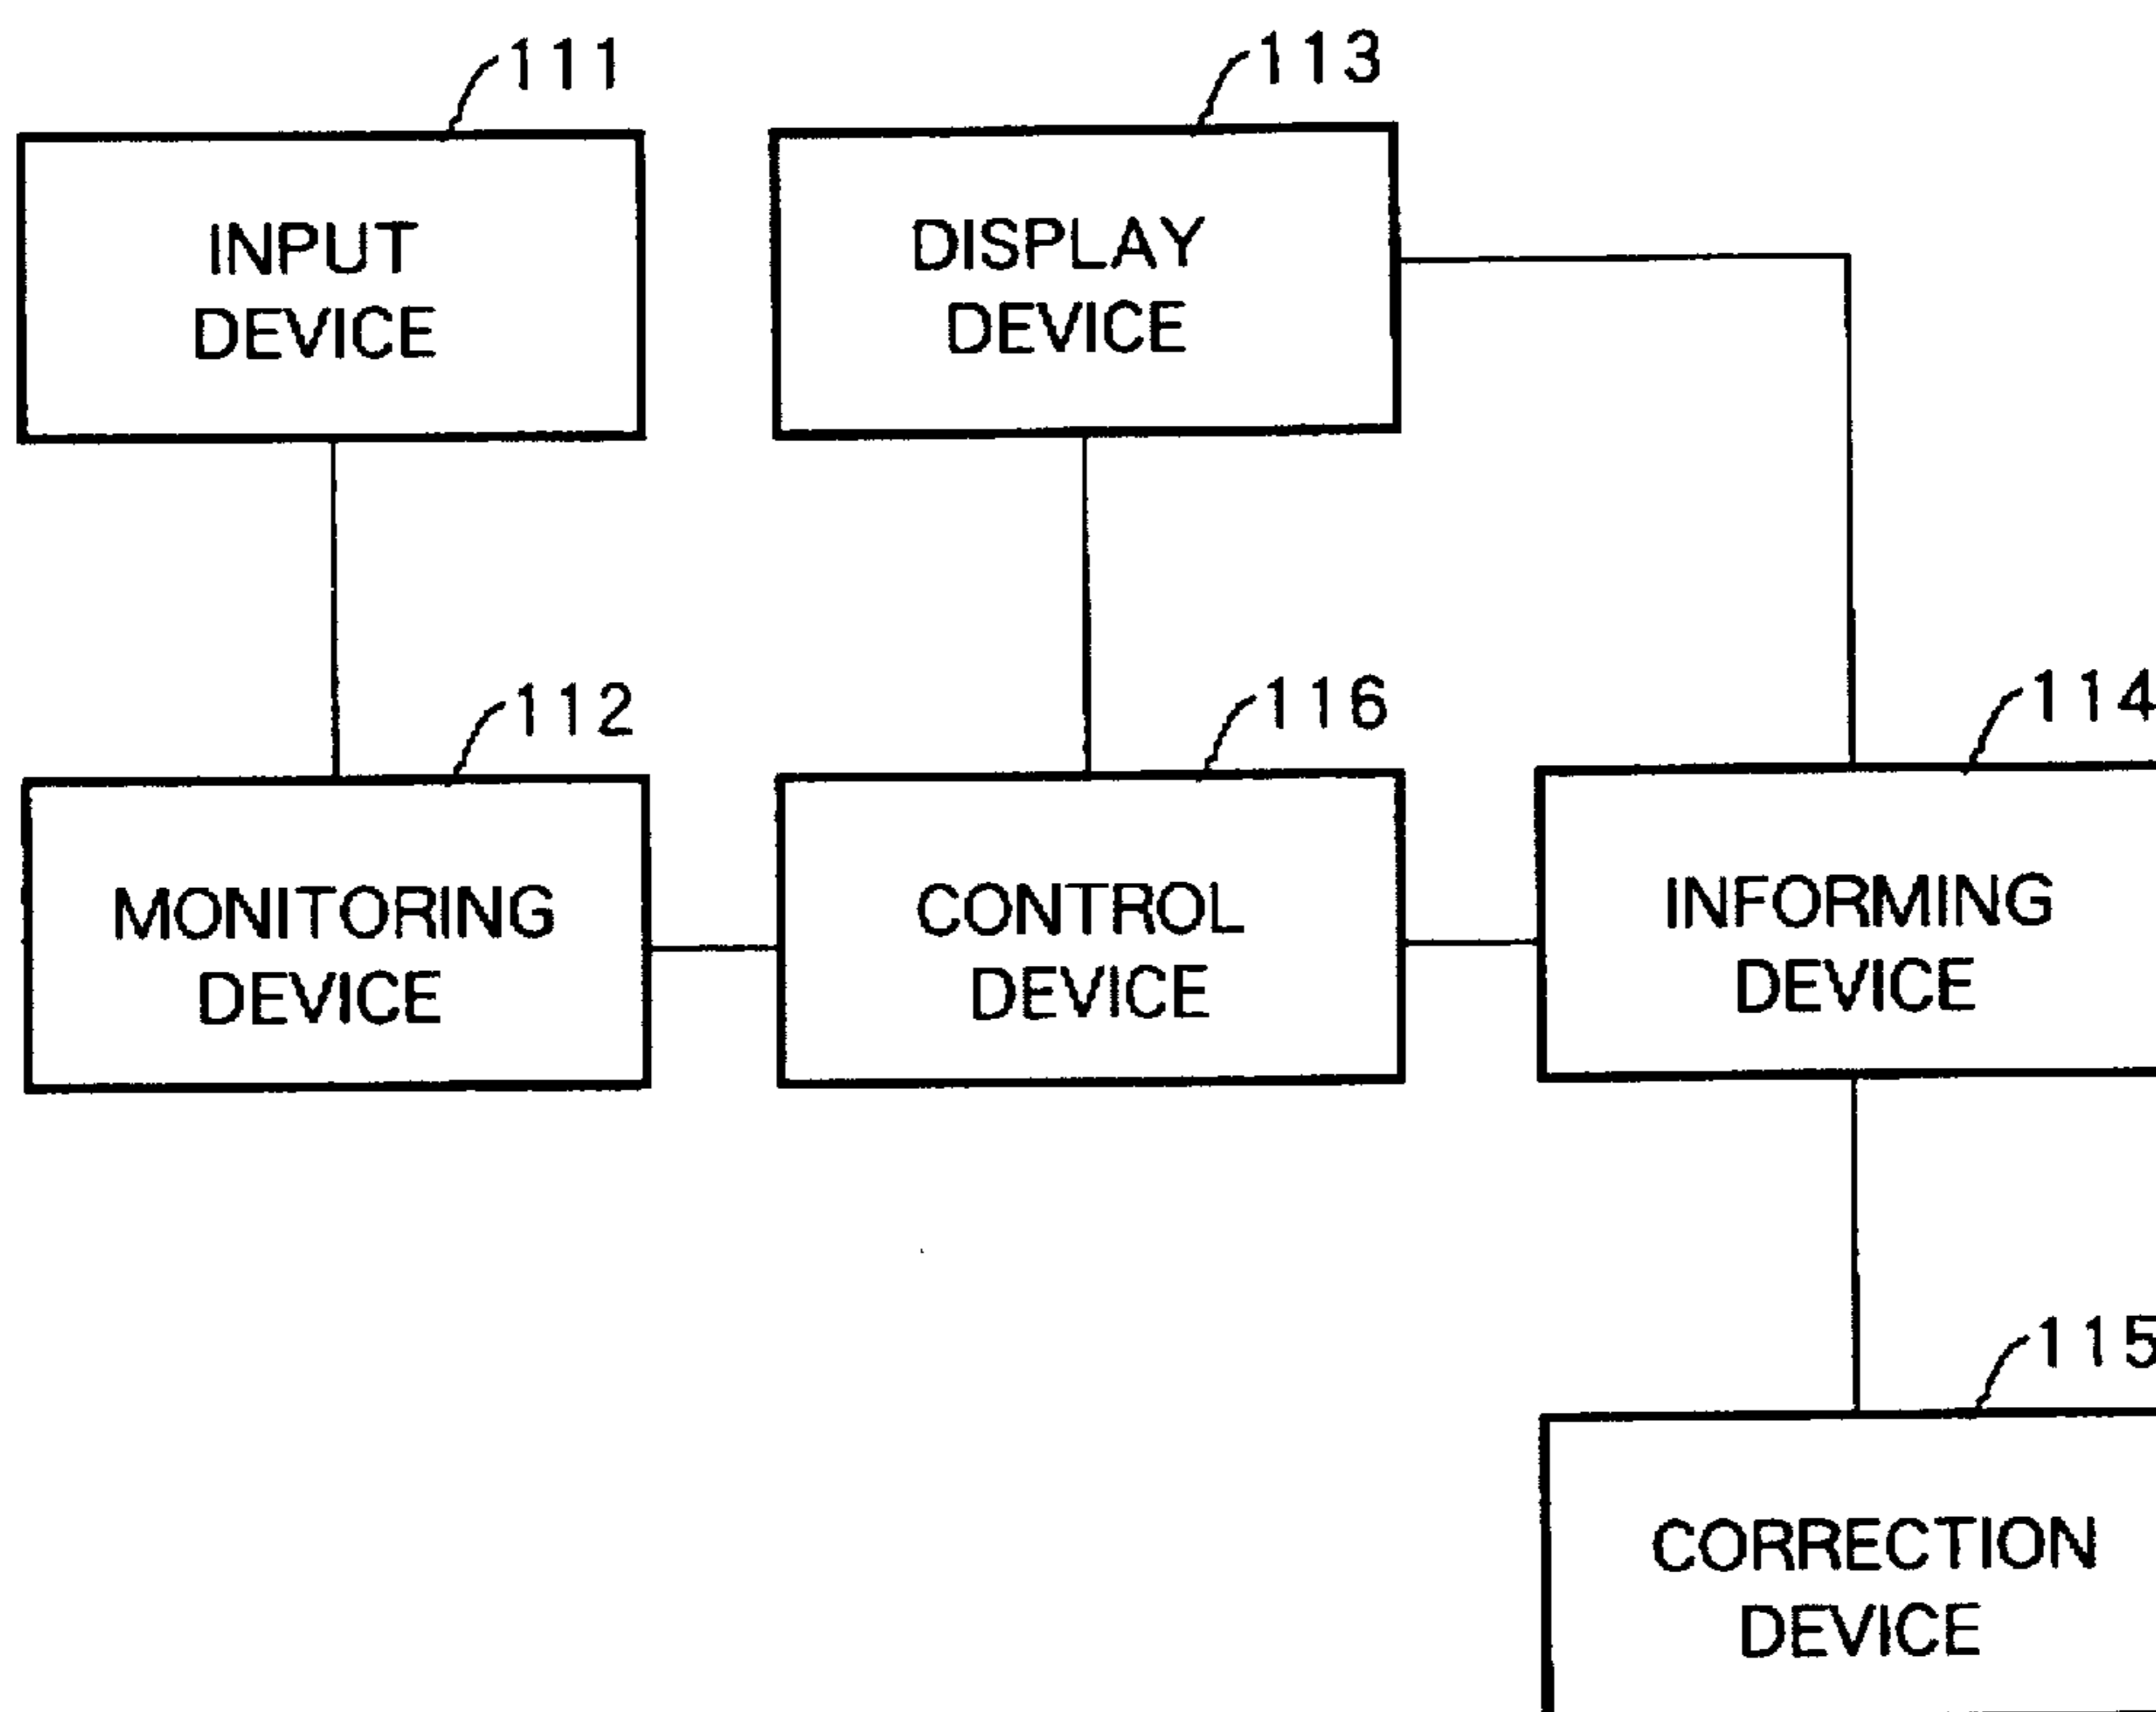 111
113
INPUT
DEVICE
DISPLAY
DEVICE
112
116
114
MONITORING
DEVICE
CONTROL
DEVICE
INFORMING
DEVICE
115
CORRECTION
DEVICE